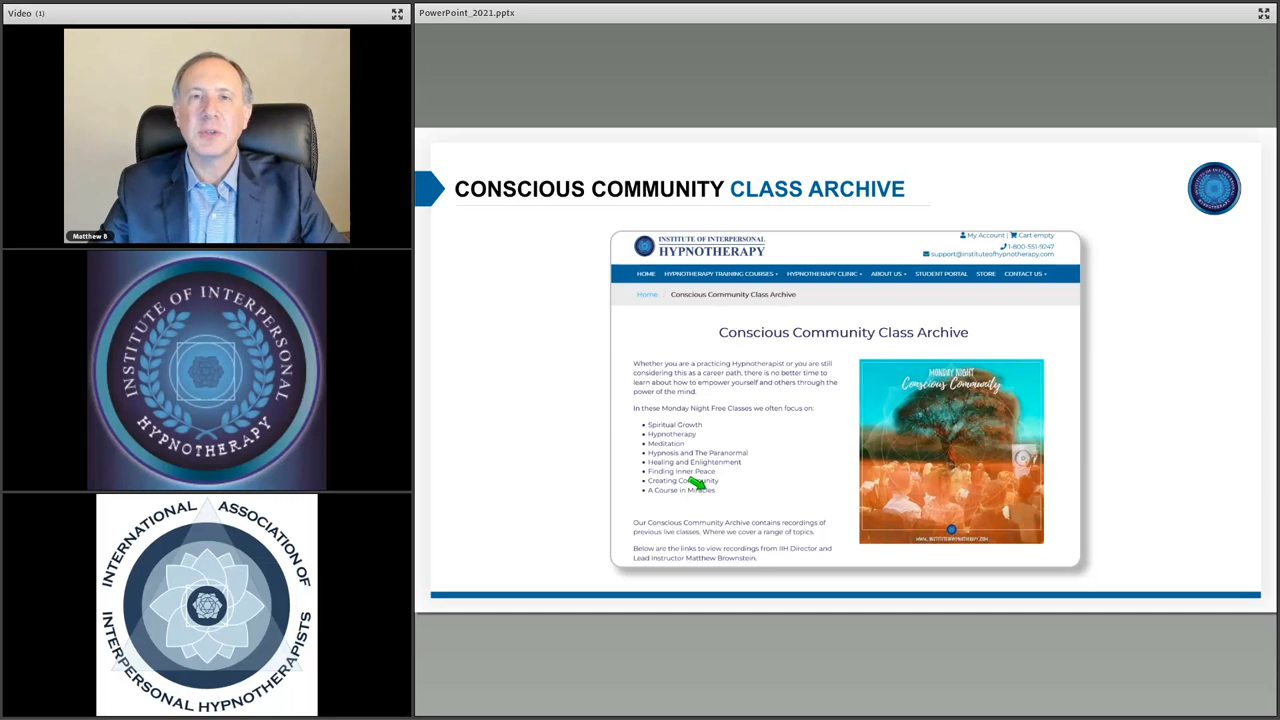 Video (1)
Matthew B
INSTITUTE OF INTERPERSONAL HYPNOTHERAPY
INTERNATIONAL ASSOCIATION OF
INTERPERSONAL HYPNOTHERAPISTS
PowerPoint_2021.pptx
CONSCIOUS COMMUNITY CLASS ARCHIVE
INSTITUTE OF INTERPERSONAL
HYPNOTHERAPY
My Account | Cart empty
1-800-551-9247
support@instituteofhypnotherapy.com
HOME HYPNOTHERAPY TRAINING COURSES HYPNOTHERAPY CLINIC ABOUT US STUDENT PORTAL STORE CONTACT US
Home / Conscious Community Class Archive
Conscious Community Class Archive
Whether you are a practicing Hypnotherapist or you are still
considering this as a career path, there is no better time to
learn about how to empower yourself and others through the
power of the mind.
In these Monday Night Free Classes we often focus on:
• Spiritual Growth
• Hypnotherapy
• Meditation
• Hypnosis and The Paranormal
• Healing and Enlightenment
• Finding Inner Peace
• Creating Community
• A Course in Miracles
Our Conscious Community Archive contains recordings of
previous live classes. Where we cover a range of topics.
Below are the links to view recordings from IIH Director and
Lead Instructor Matthew Brownstein.
MONDAY NIGHT
Conscious Community
WWW.INSTITUTEOFHYPNOTHERAPY.COM